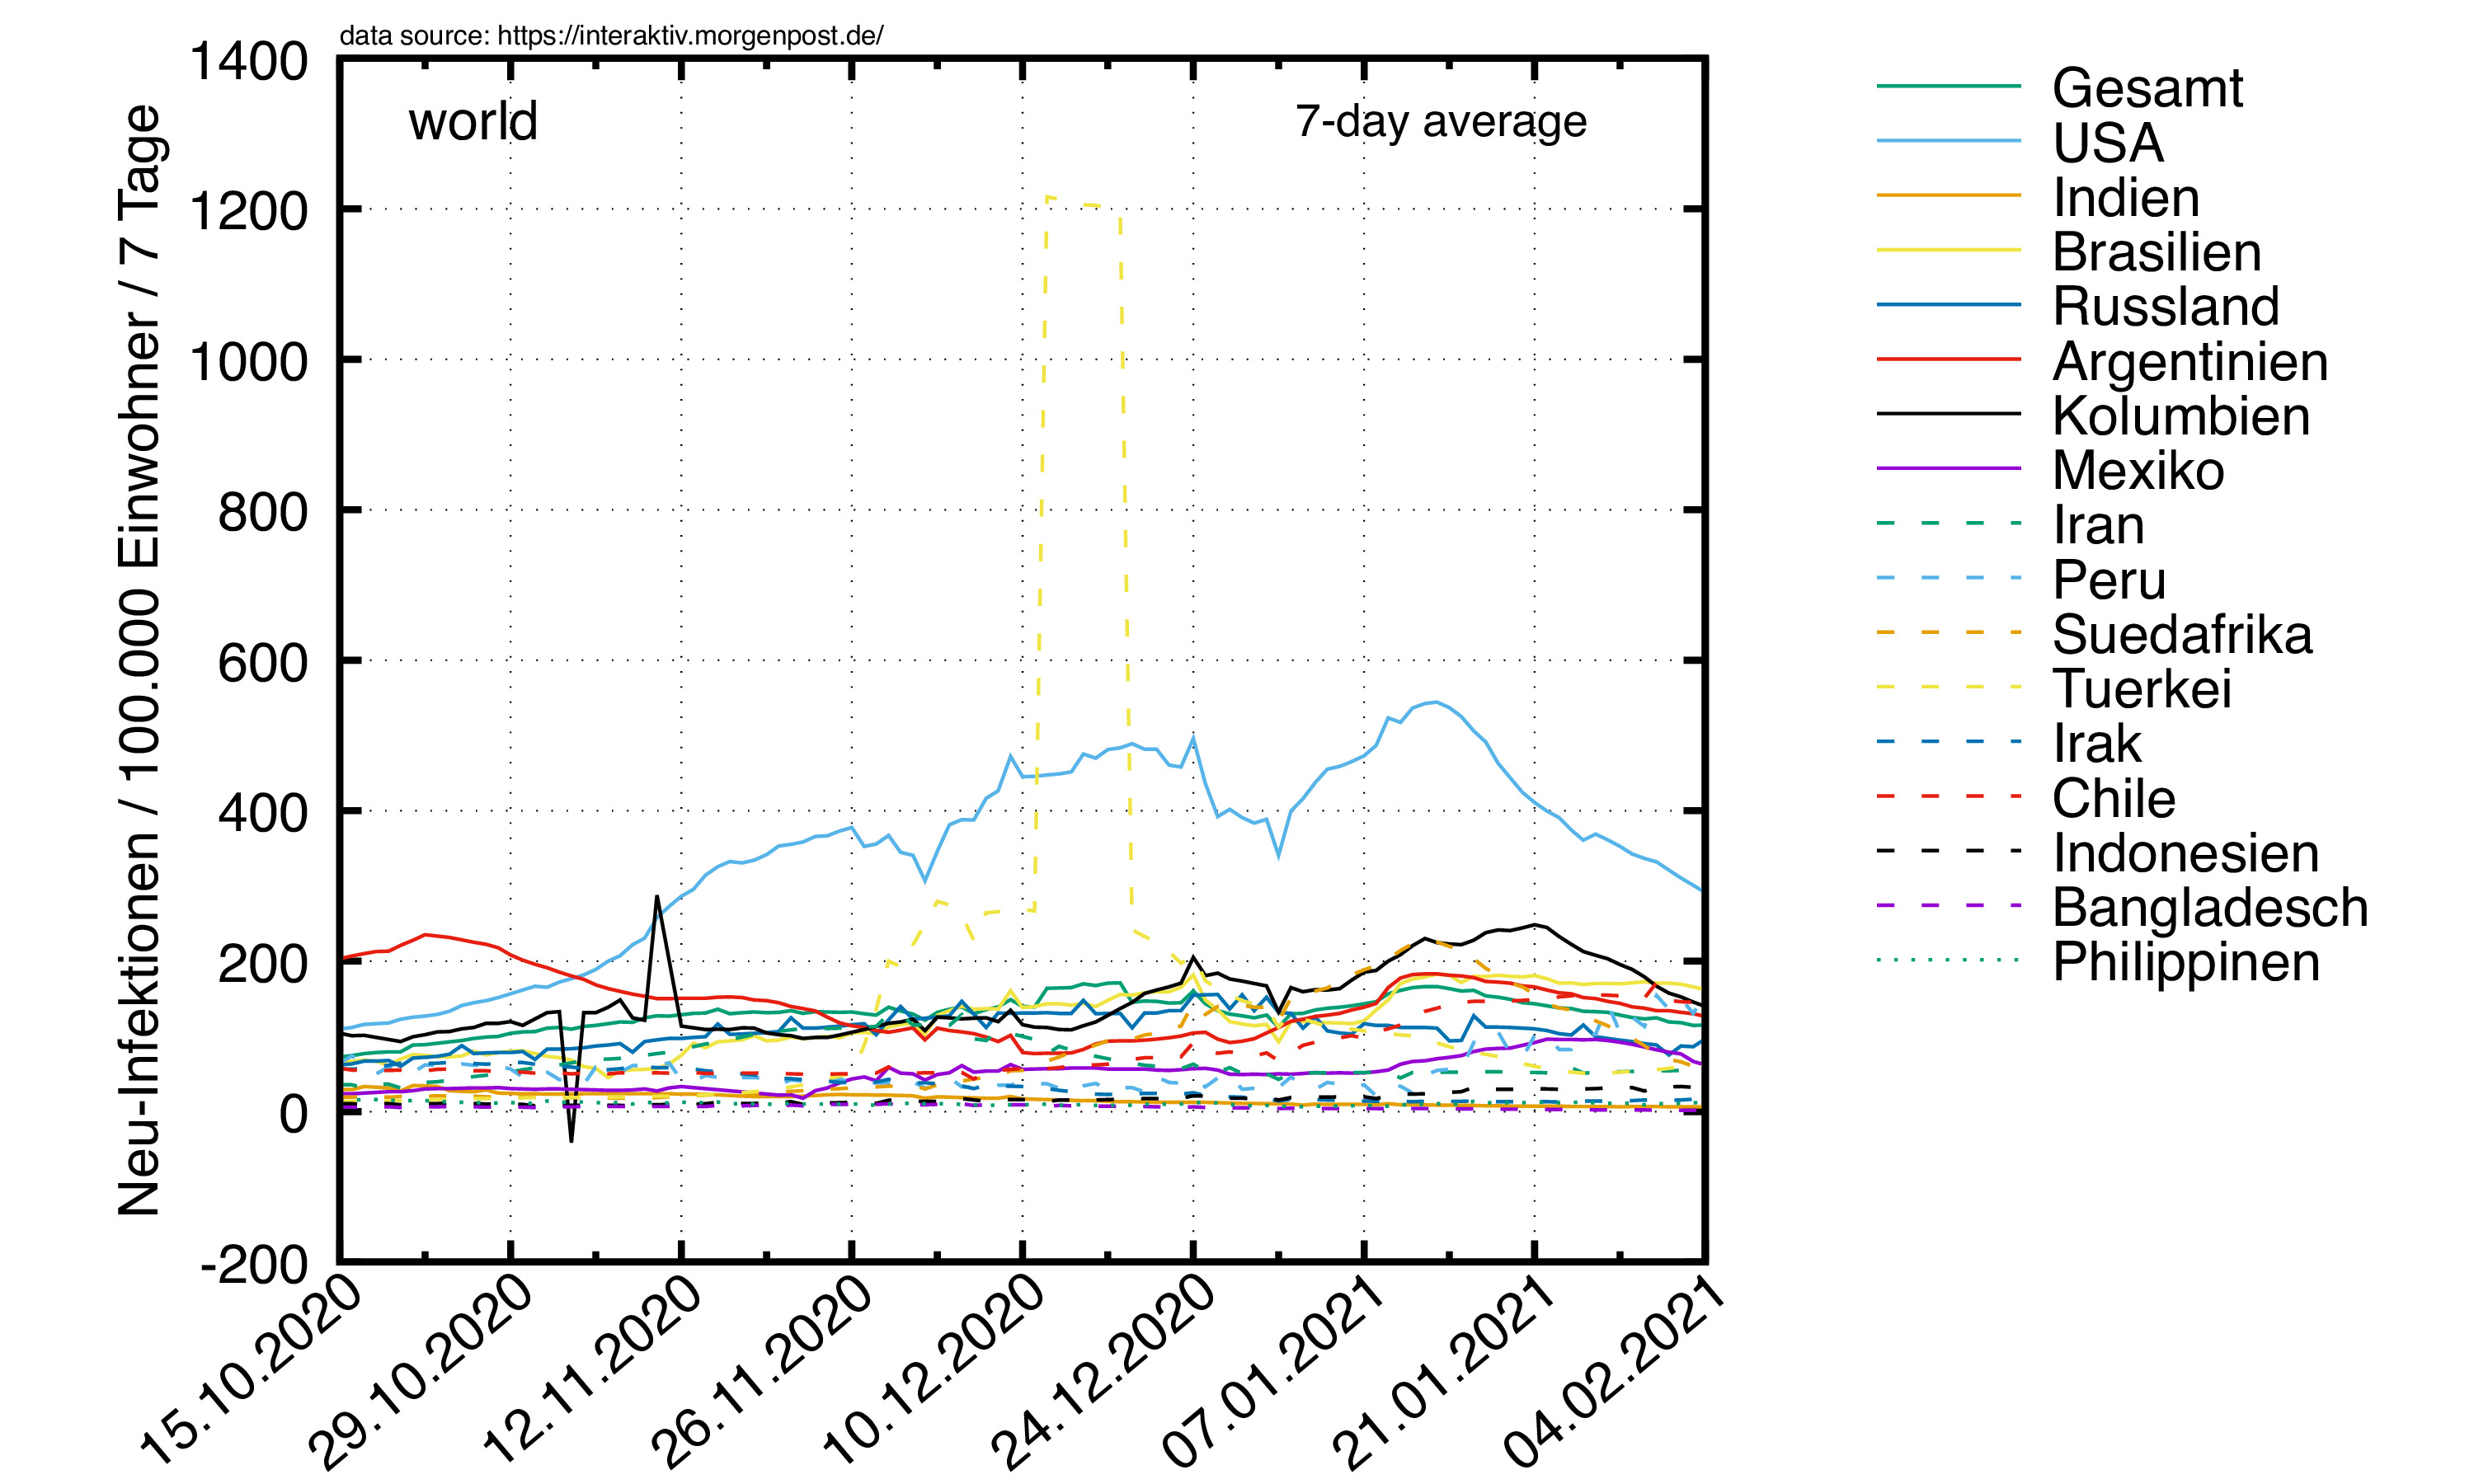 data source: https://interaktiv.morgenpost.de/
world
7-day average
Neu-Infektionen / 100.000 Einwohner / 7 Tage
1400
1200
1000
800
600
400
200
0
-200
15.10.2020
29.10.2020
12.11.2020
26.11.2020
10.12.2020
24.12.2020
07.01.2021
21.01.2021
04.02.2021
Gesamt
USA
Indien
Brasilien
Russland
Argentinien
Kolumbien
Mexiko
Iran
Peru
Suedafrika
Tuerkei
Irak
Chile
Indonesien
Bangladesch
Philippinen